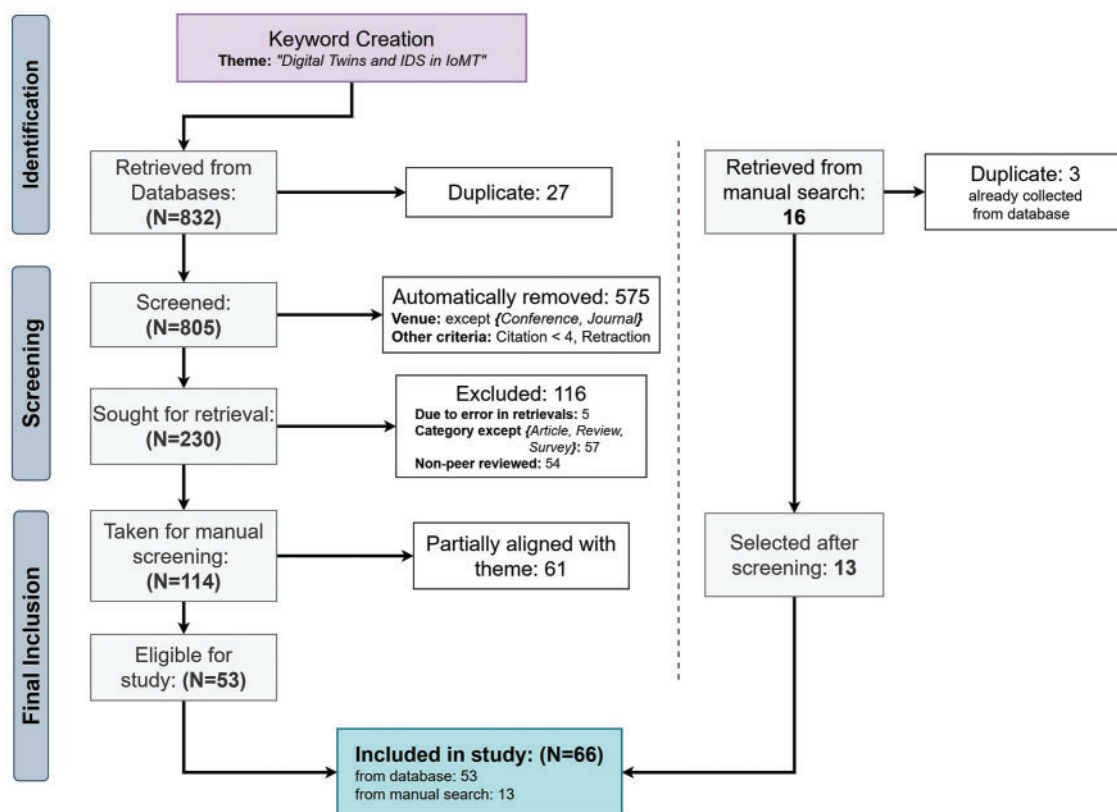 Identification
Keyword Creation
Theme: "Digital Twins and IDS in IoMT"
Retrieved from
Databases:
(N=832)
Duplicate: 27
Retrieved from
manual search:
16
Duplicate: 3
already collected
from database
Screening
Screened:
(N=805)
Automatically removed: 575
Venue: except {Conference, Journal}
Other criteria: Citation < 4, Retraction
Sought for retrieval:
(N=230)
Excluded: 116
Due to error in retrievals: 5
Category except {Article, Review,
Survey}: 57
Non-peer reviewed: 54
Final Inclusion
Taken for manual
screening:
(N=114)
Partially aligned with
theme: 61
Selected after
screening: 13
Eligible for
study: (N=53)
Included in study: (N=66)
from database: 53
from manual search: 13